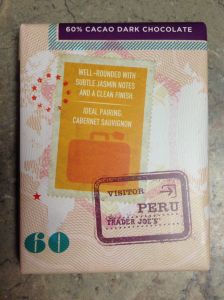 60% CACAO DARK CHOCOLATE
WELL-ROUNDED WITH
SUBTLE JASMIN NOTES
AND A CLEAN FINISH
IDEAL PAIRING
CABERNET SAUVIGNON
VISITOR
PERU
TRADER JOE'S
60